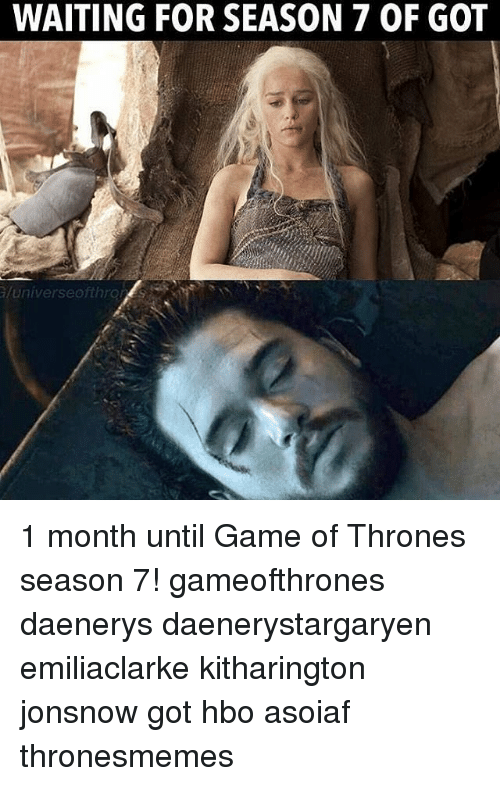 WAITING FOR SEASON 7 OF GOT
/universeofthro
1 month until Game of Thrones
season 7! gameofthrones
daenerys daenerystargaryen
emiliaclarke kitharington
jonsnow got hbo asoiaf
thronesmemes